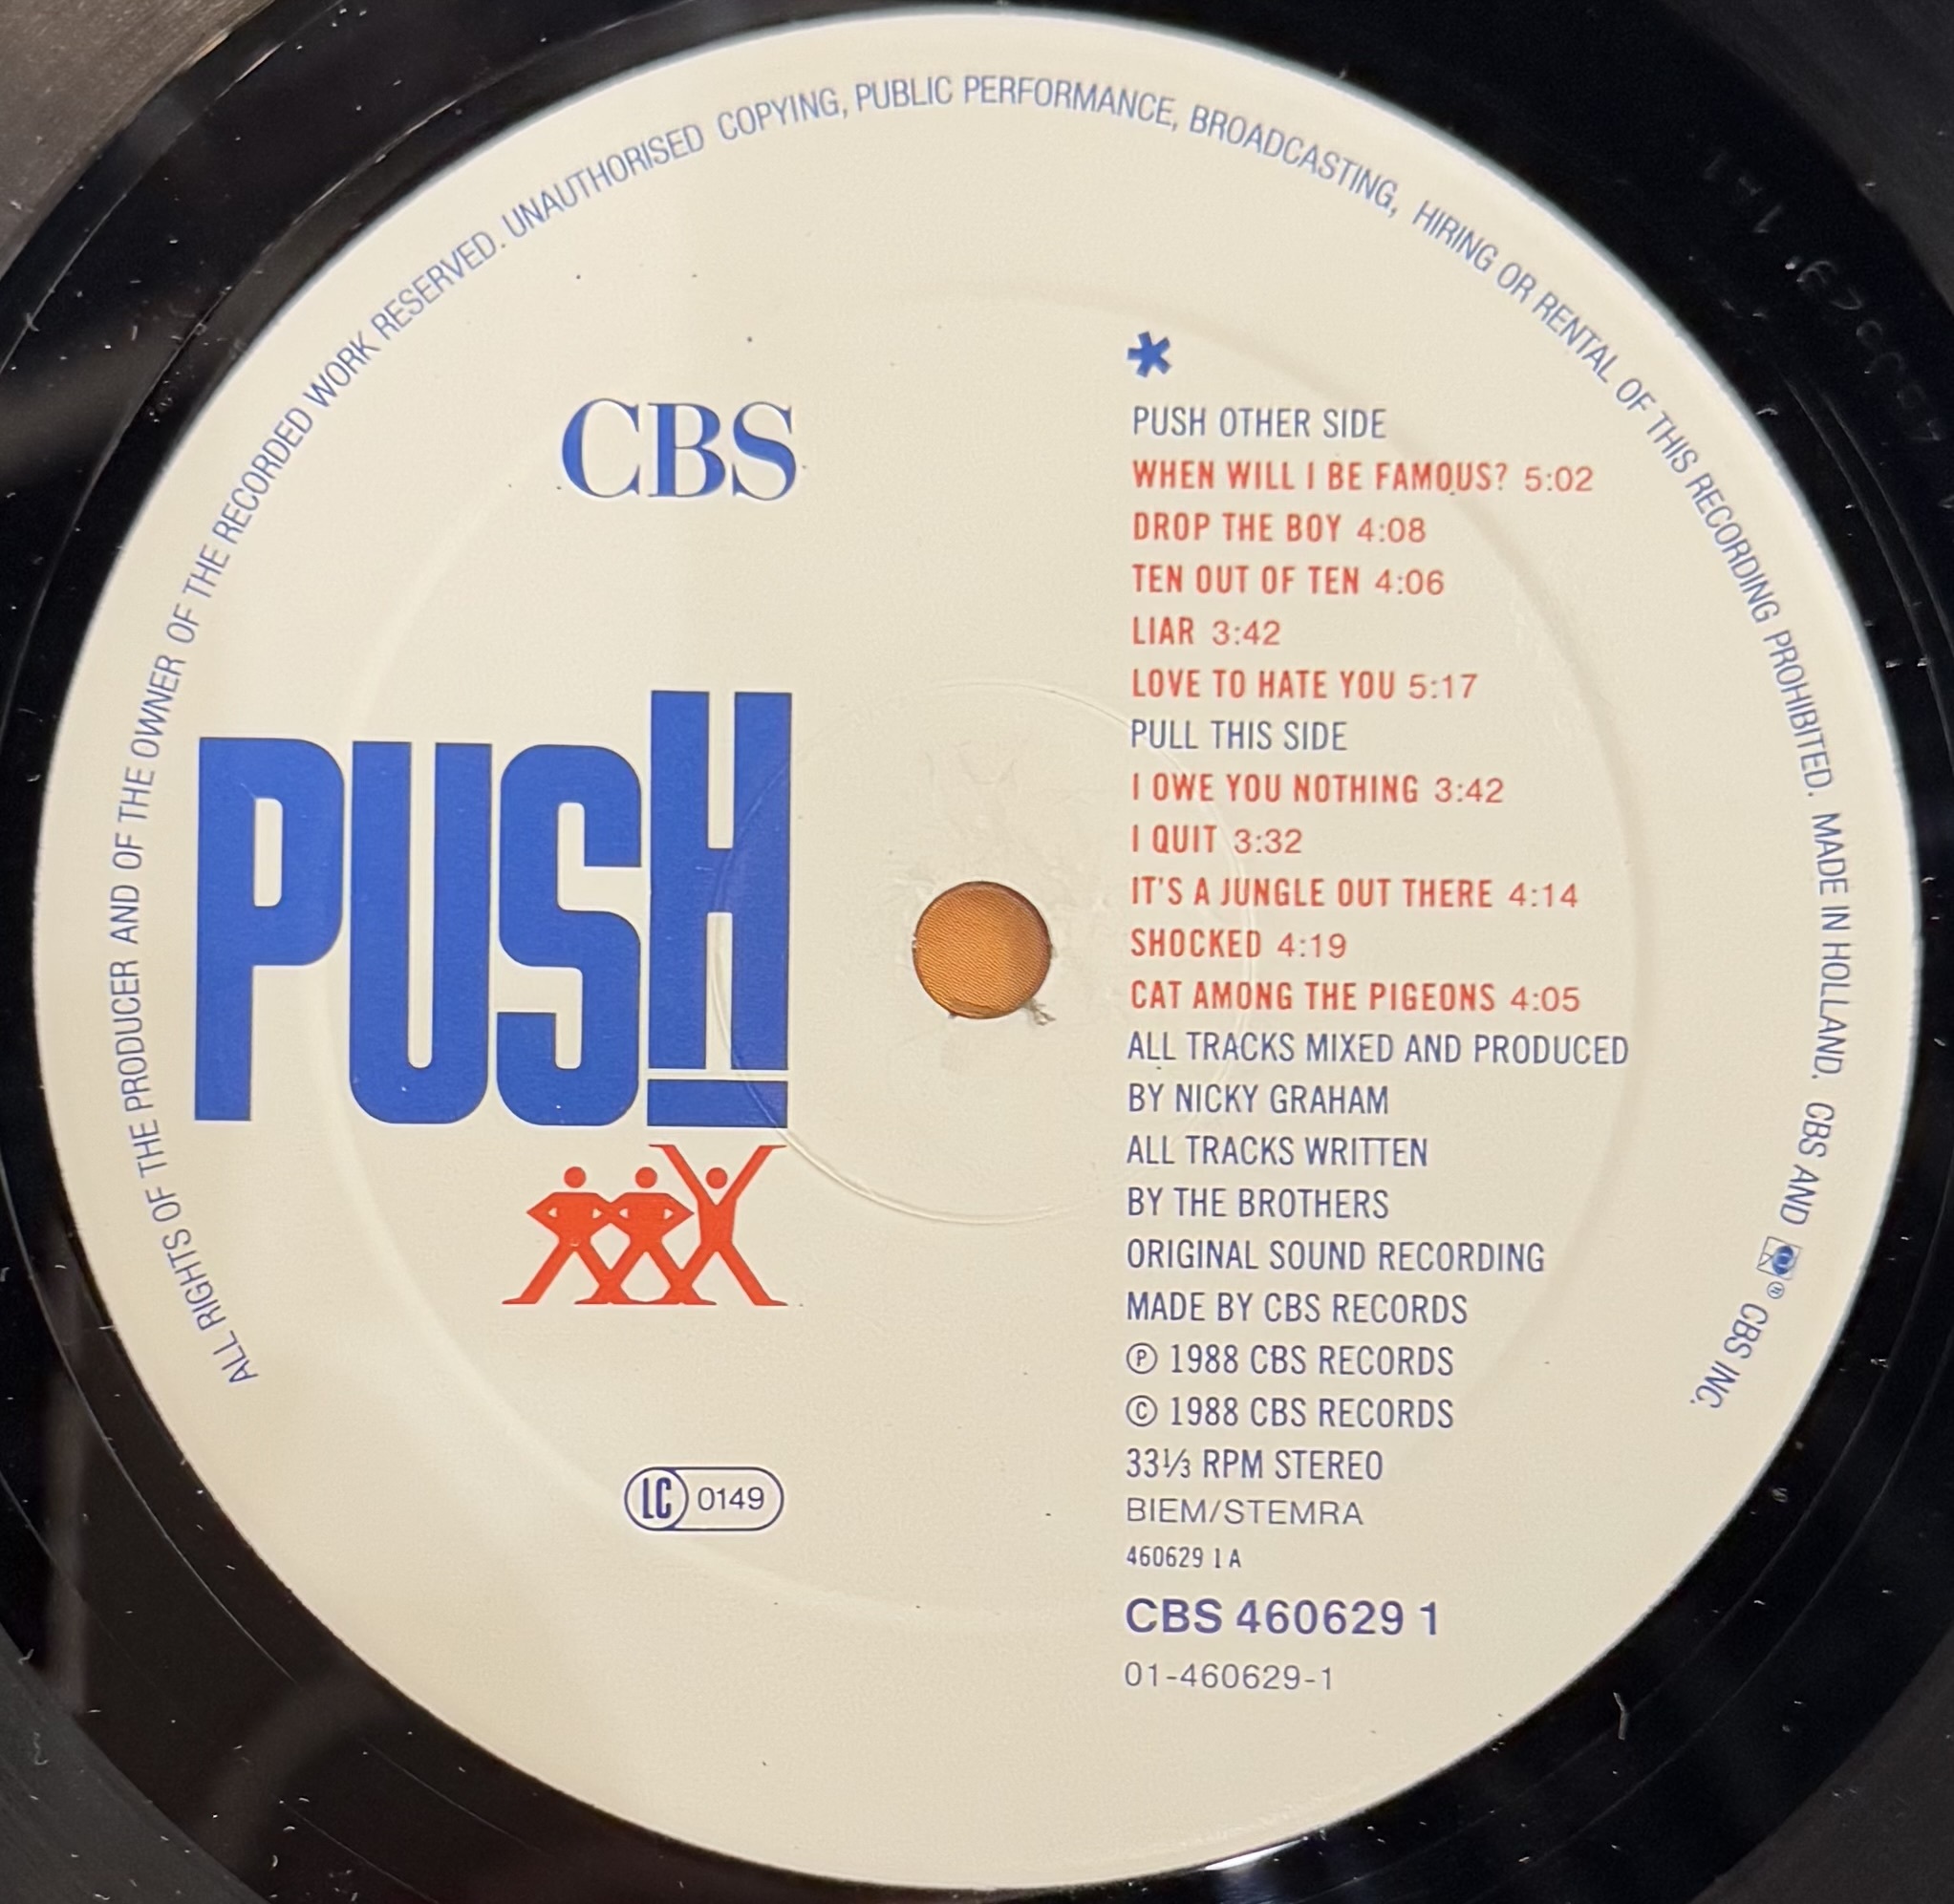 ALL RIGHTS OF THE PRODUCER AND OF THE OWNER OF THE RECORDED WORK RESERVED. UNAUTHORISED COPYING, PUBLIC PERFORMANCE, BROADCASTING, HIRING OR RENTAL OF THIS RECORDING PROHIBITED. MADE IN HOLLAND. CBS AND ® CBS INC.
CBS
PUSH
LC 0149
*
PUSH OTHER SIDE
WHEN WILL I BE FAMOUS? 5:02
DROP THE BOY 4:08
TEN OUT OF TEN 4:06
LIAR 3:42
LOVE TO HATE YOU 5:17
PULL THIS SIDE
I OWE YOU NOTHING 3:42
I QUIT 3:32
IT'S A JUNGLE OUT THERE 4:14
SHOCKED 4:19
CAT AMONG THE PIGEONS 4:05
ALL TRACKS MIXED AND PRODUCED
BY NICKY GRAHAM
ALL TRACKS WRITTEN
BY THE BROTHERS
ORIGINAL SOUND RECORDING
MADE BY CBS RECORDS
℗ 1988 CBS RECORDS
© 1988 CBS RECORDS
33⅓ RPM STEREO
BIEM/STEMRA
460629 1 A
CBS 460629 1
01-460629-1